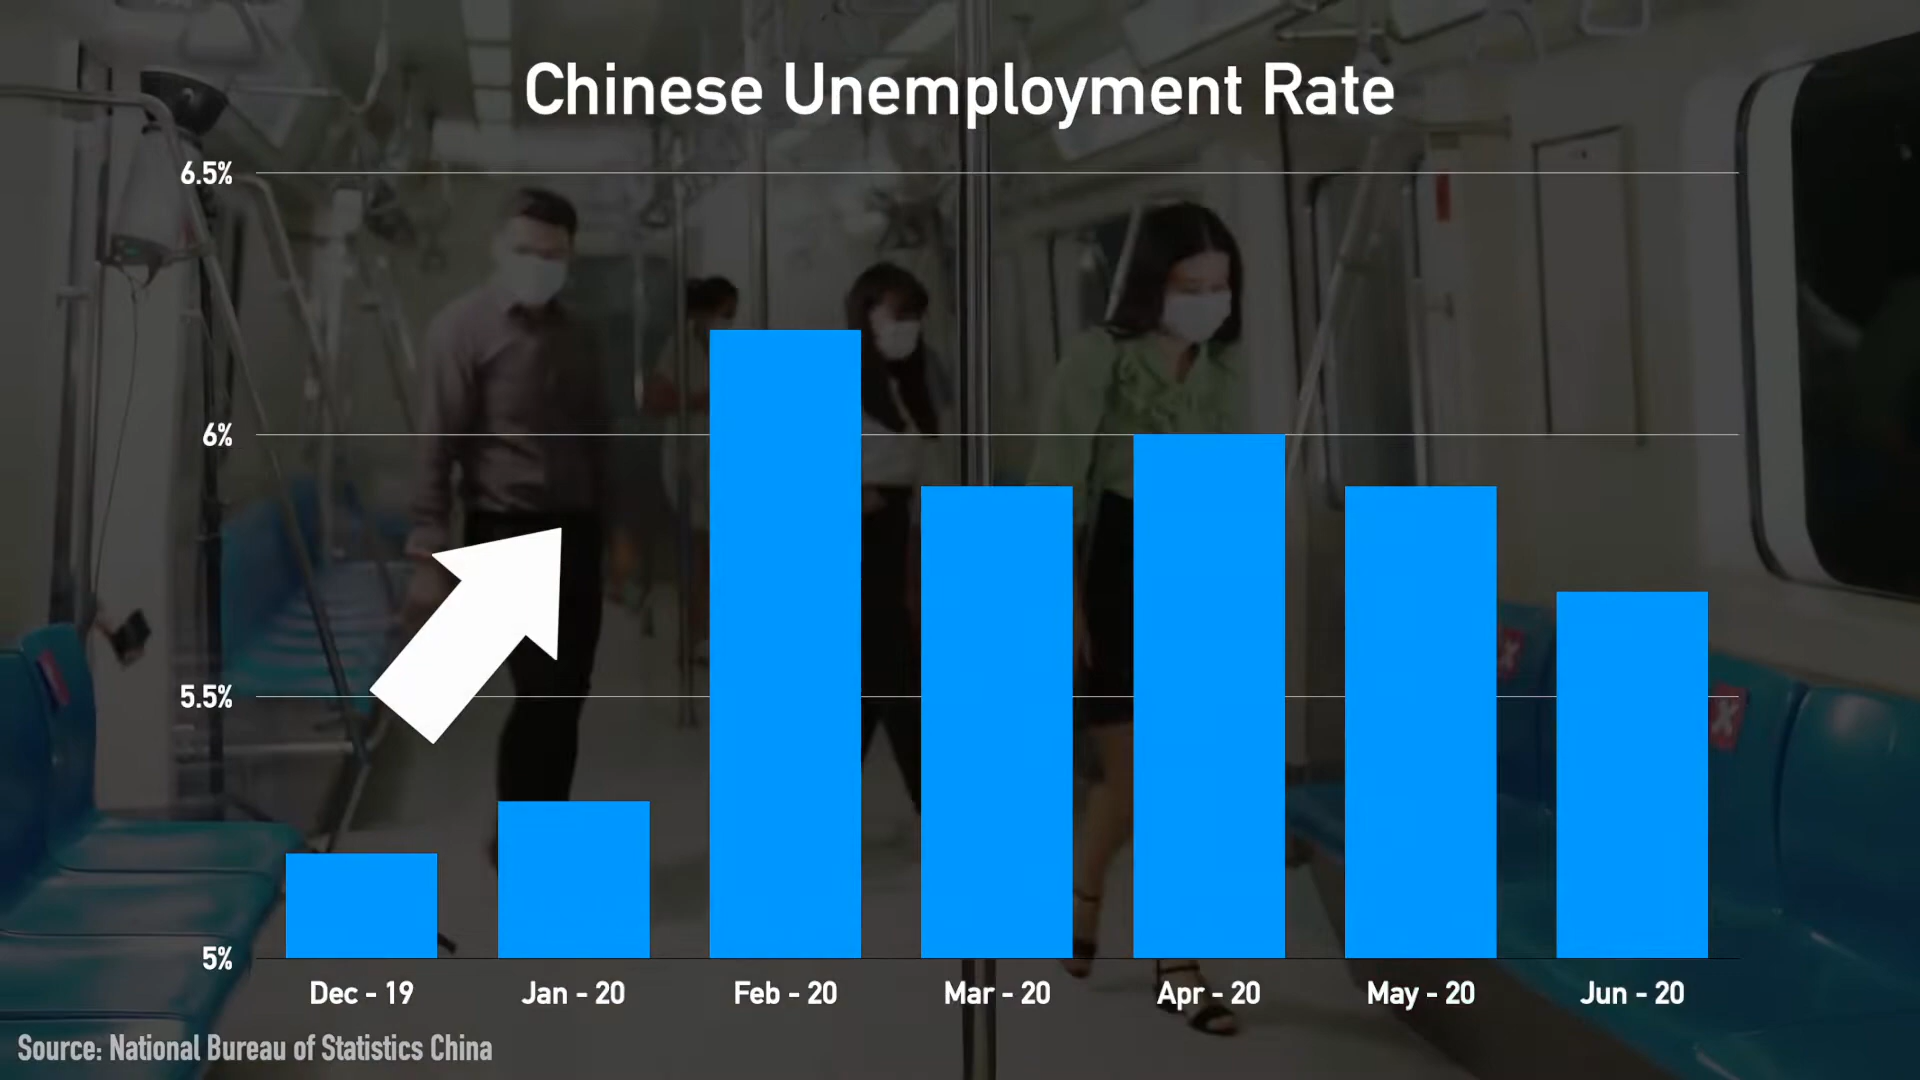 Chinese Unemployment Rate
6.5%
6%
5.5%
5%
Dec - 19
Jan - 20
Feb - 20
Mar - 20
Apr - 20
May - 20
Jun - 20
Source: National Bureau of Statistics China